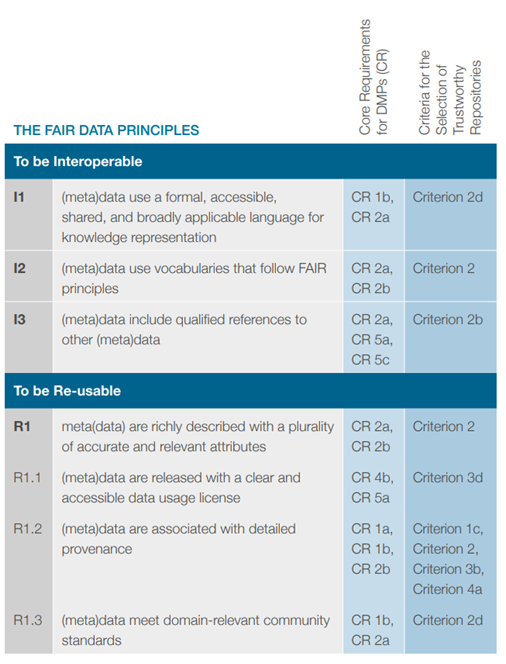 THE FAIR DATA PRINCIPLES
Core Requirements
for DMPs (CR)
Criteria for the
Selection of
Trustworthy
Repositories
To be Interoperable
I1 (meta)data use a formal, accessible, CR 1b, Criterion 2d
shared, and broadly applicable language for CR 2a
knowledge representation
I2 (meta)data use vocabularies that follow FAIR CR 2a, Criterion 2
principles CR 2b
I3 (meta)data include qualified references to CR 2a, Criterion 2b
other (meta)data CR 5a,
CR 5c
To be Re-usable
R1 meta(data) are richly described with a plurality CR 2a, Criterion 2
of accurate and relevant attributes CR 2b
R1.1 (meta)data are released with a clear and CR 4b, Criterion 3d
accessible data usage license CR 5a
R1.2 (meta)data are associated with detailed CR 1a, Criterion 1c,
provenance CR 1b, Criterion 2,
CR 2b Criterion 3b,
Criterion 4a
R1.3 (meta)data meet domain-relevant community CR 1b, Criterion 2d
standards CR 2a